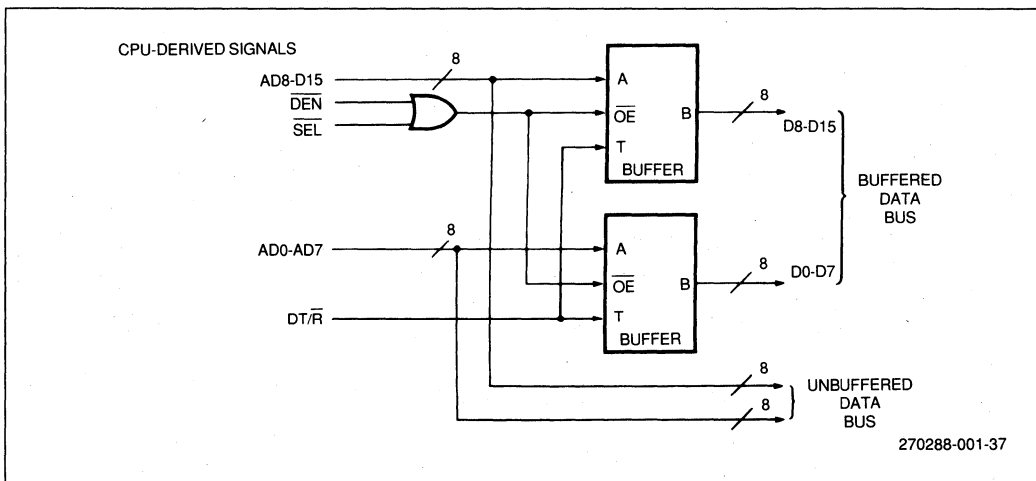 CPU-DERIVED SIGNALS
8
AD8-D15
A
DEN
OE
B
8
D8-D15
SEL
T
BUFFER
BUFFERED
DATA
BUS
8
AD0-AD7
A
8
D0-D7
OE
B
DT/R
T
BUFFER
8
UNBUFFERED
8
DATA
BUS
270288-001-37